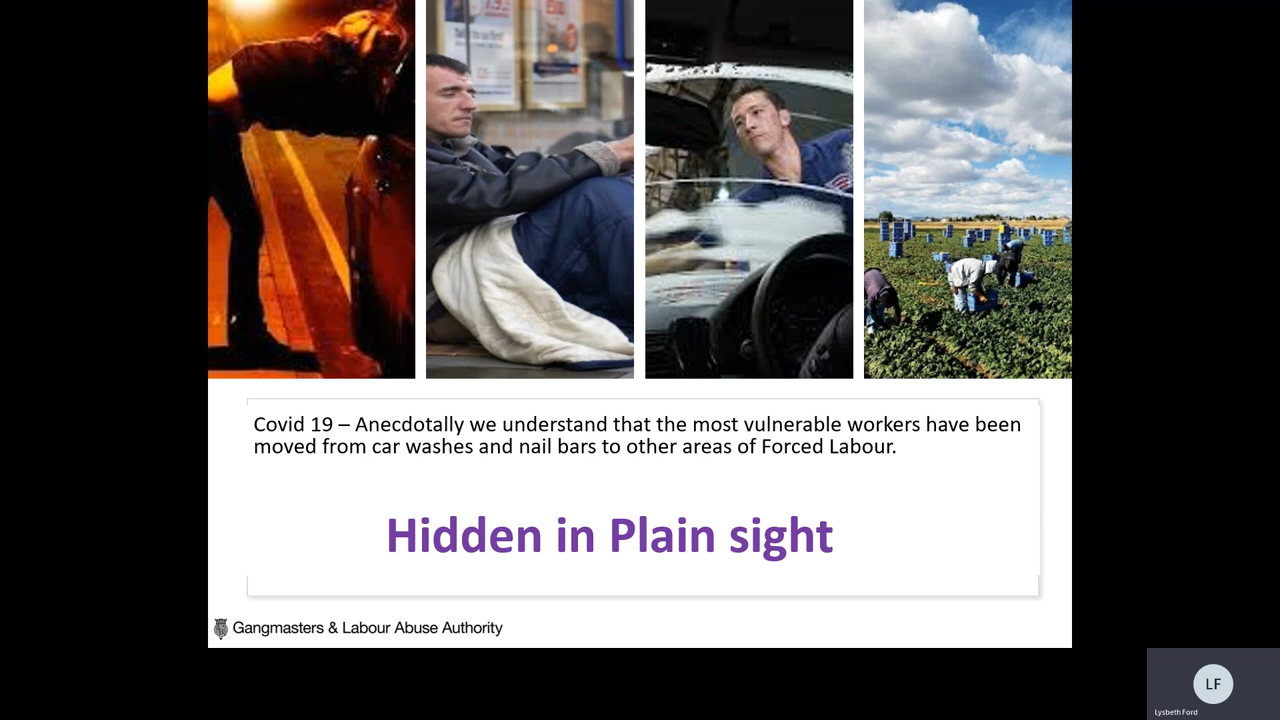 Covid 19 – Anecdotally we understand that the most vulnerable workers have been
moved from car washes and nail bars to other areas of Forced Labour.
Hidden in Plain sight
Gangmasters & Labour Abuse Authority
LF
Lysbeth Ford